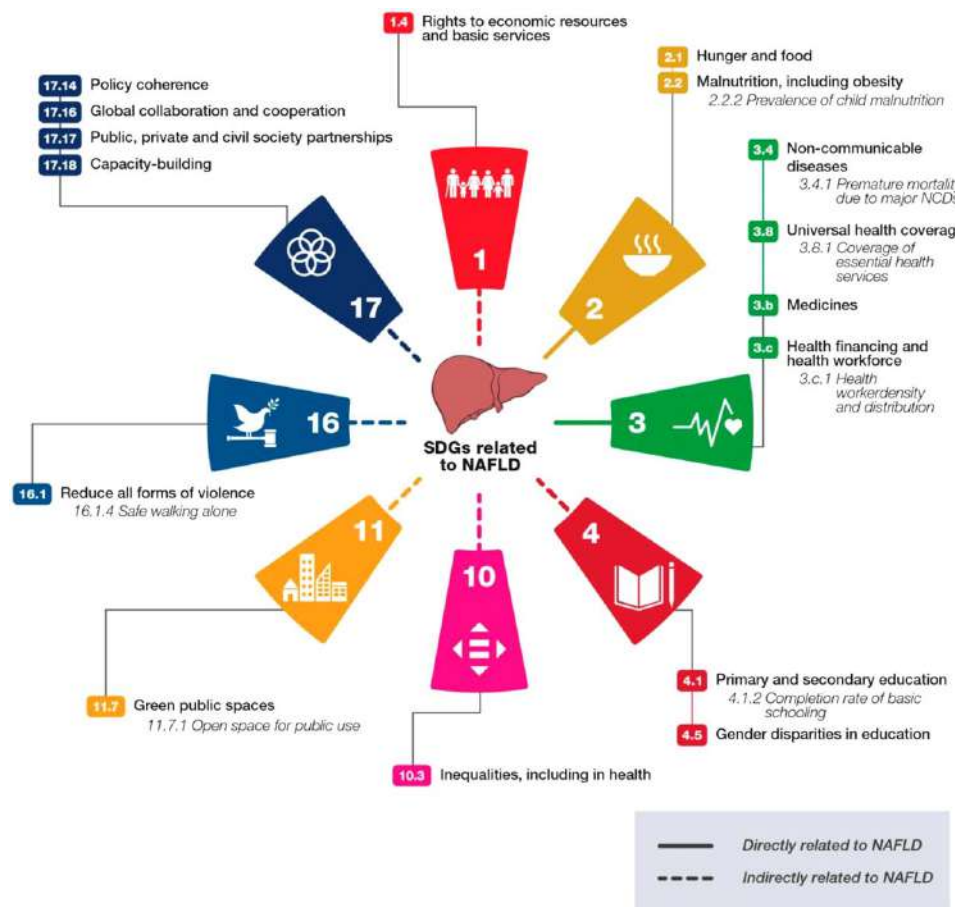 1.4 Rights to economic resources
and basic services
2.1 Hunger and food
2.2 Malnutrition, including obesity
2.2.2 Prevalence of child malnutrition
17.14 Policy coherence
17.16 Global collaboration and cooperation
17.17 Public, private and civil society partnerships
17.18 Capacity-building
3.4 Non-communicable
diseases
3.4.1 Premature mortality
due to major NCDs
3.8 Universal health coverag
3.8.1 Coverage of
essential health
services
3.b Medicines
3.c Health financing and
health workforce
3.c.1 Health
workerdensity
and distribution
1
2
17
3
16
SDGs related
to NAFLD
16.1 Reduce all forms of violence
16.1.4 Safe walking alone
11
4
10
11.7 Green public spaces
11.7.1 Open space for public use
4.1 Primary and secondary education
4.1.2 Completion rate of basic
schooling
4.5 Gender disparities in education
10.3 Inequalities, including in health
Directly related to NAFLD
Indirectly related to NAFLD